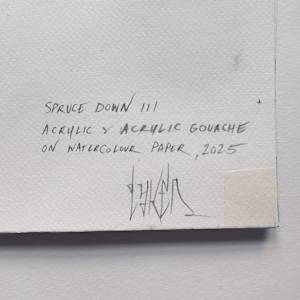 SPRUCE DOWN III
ACRYLIC & ACRYLIC GOUACHE
ON WATERCOLOUR PAPER, 2025